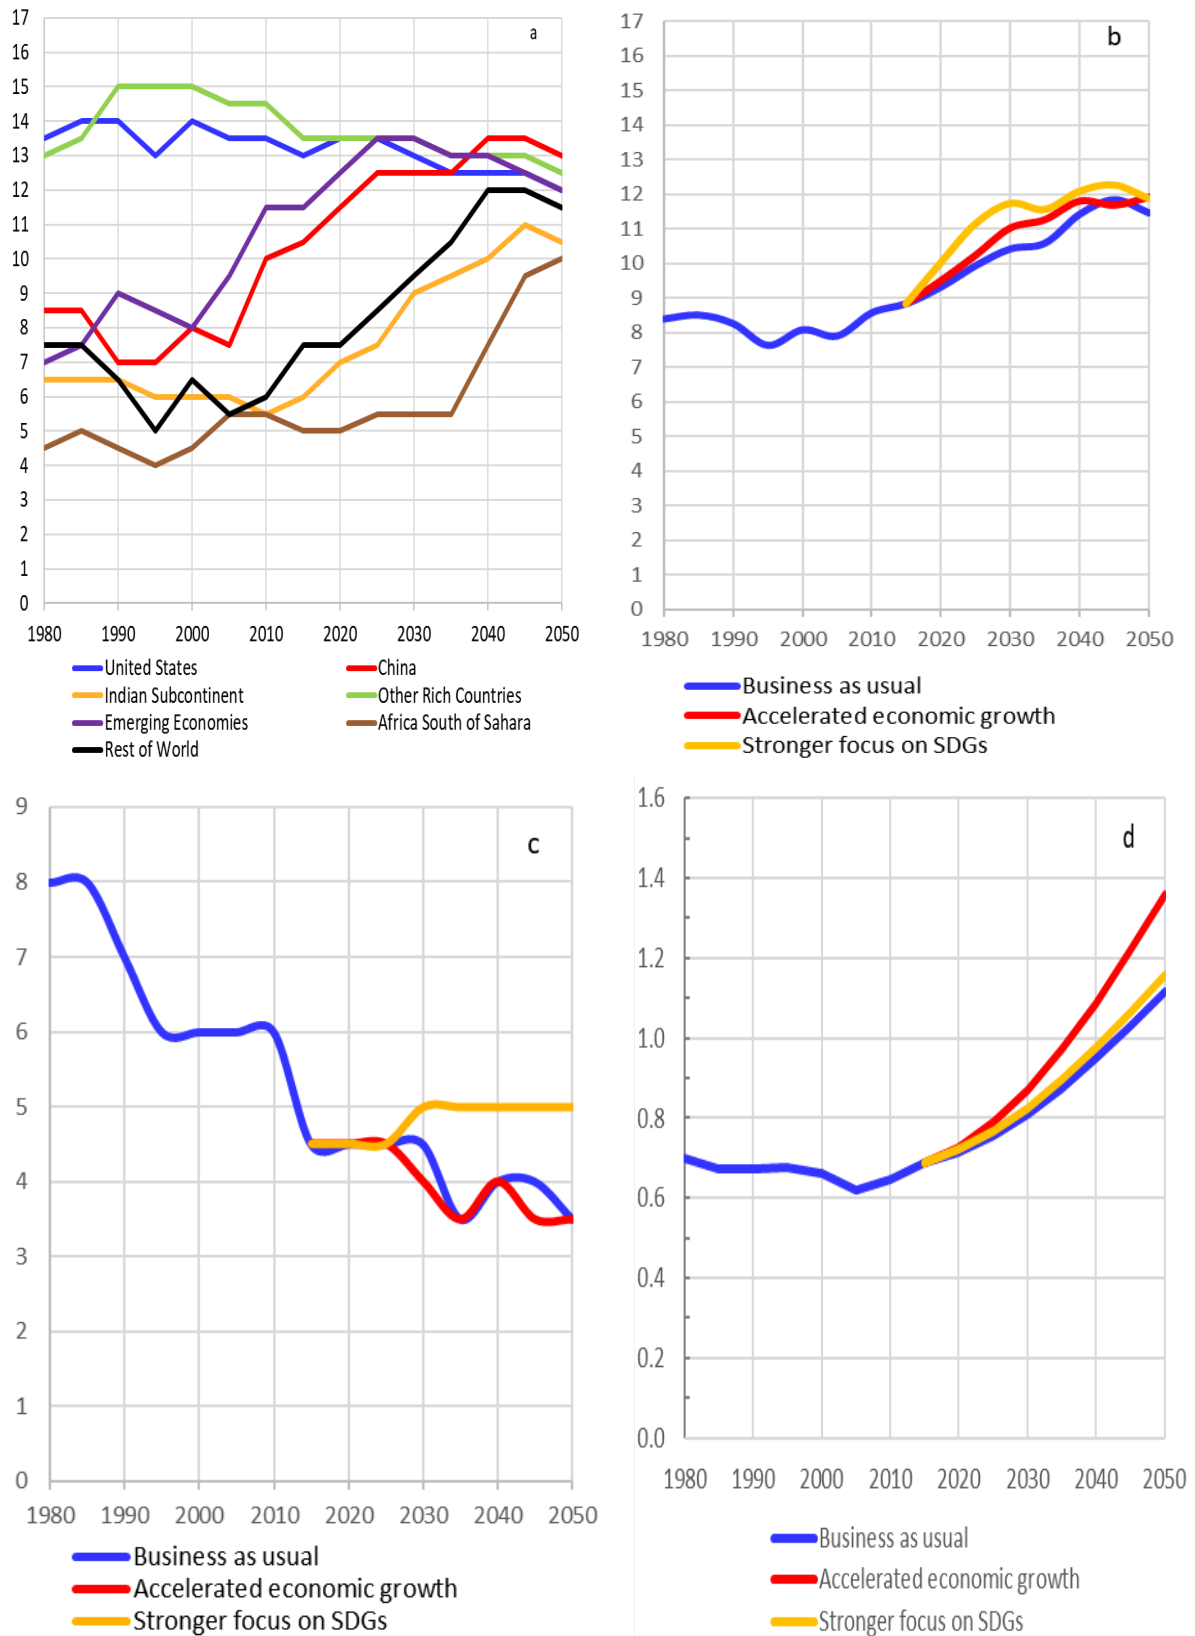 17
16
15
14
13
12
11
10
9
8
7
6
5
4
3
2
1
0
a
1980 1990 2000 2010 2020 2030 2040 2050
United States China
Indian Subcontinent Other Rich Countries
Emerging Economies Africa South of Sahara
Rest of World
17
16
15
14
13
12
11
10
9
8
7
6
5
4
3
2
1
0
b
1980 1990 2000 2010 2020 2030 2040 2050
Business as usual
Accelerated economic growth
Stronger focus on SDGs
9
8
7
6
5
4
3
2
1
0
c
1980 1990 2000 2010 2020 2030 2040 2050
Business as usual
Accelerated economic growth
Stronger focus on SDGs
1.6
1.4
1.2
1.0
0.8
0.6
0.4
0.2
0.0
d
1980 1990 2000 2010 2020 2030 2040 2050
Business as usual
Accelerated economic growth
Stronger focus on SDGs